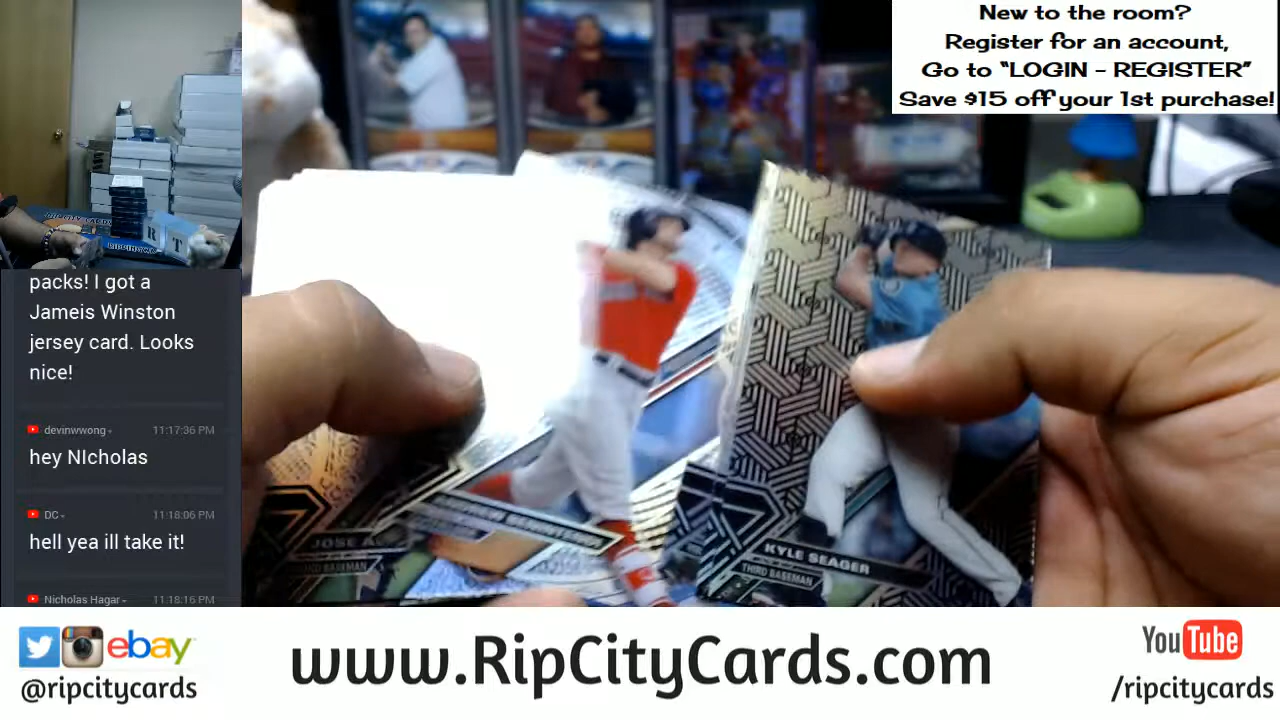 New to the room?
Register for an account,
Go to "LOGIN - REGISTER"
Save $15 off your 1st purchase!
RIPCITY CARDS
R T
packs! I got a
Jameis Winston
jersey card. Looks
nice!
devinwwong 11:17:36 PM
hey NIcholas
DC 11:18:06 PM
hell yea ill take it!
Nicholas Hagar 11:18:16 PM
JOSE
BASEMAN
KYLE SEAGER
THIRD BASEMAN
ebay
@ripcitycards
www.RipCityCards.com
YouTube
/ripcitycards